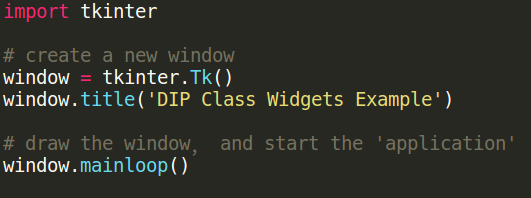 import tkinter
# create a new window
window = tkinter.Tk()
window.title('DIP Class Widgets Example')
# draw the window,  and start the 'application'
window.mainloop()